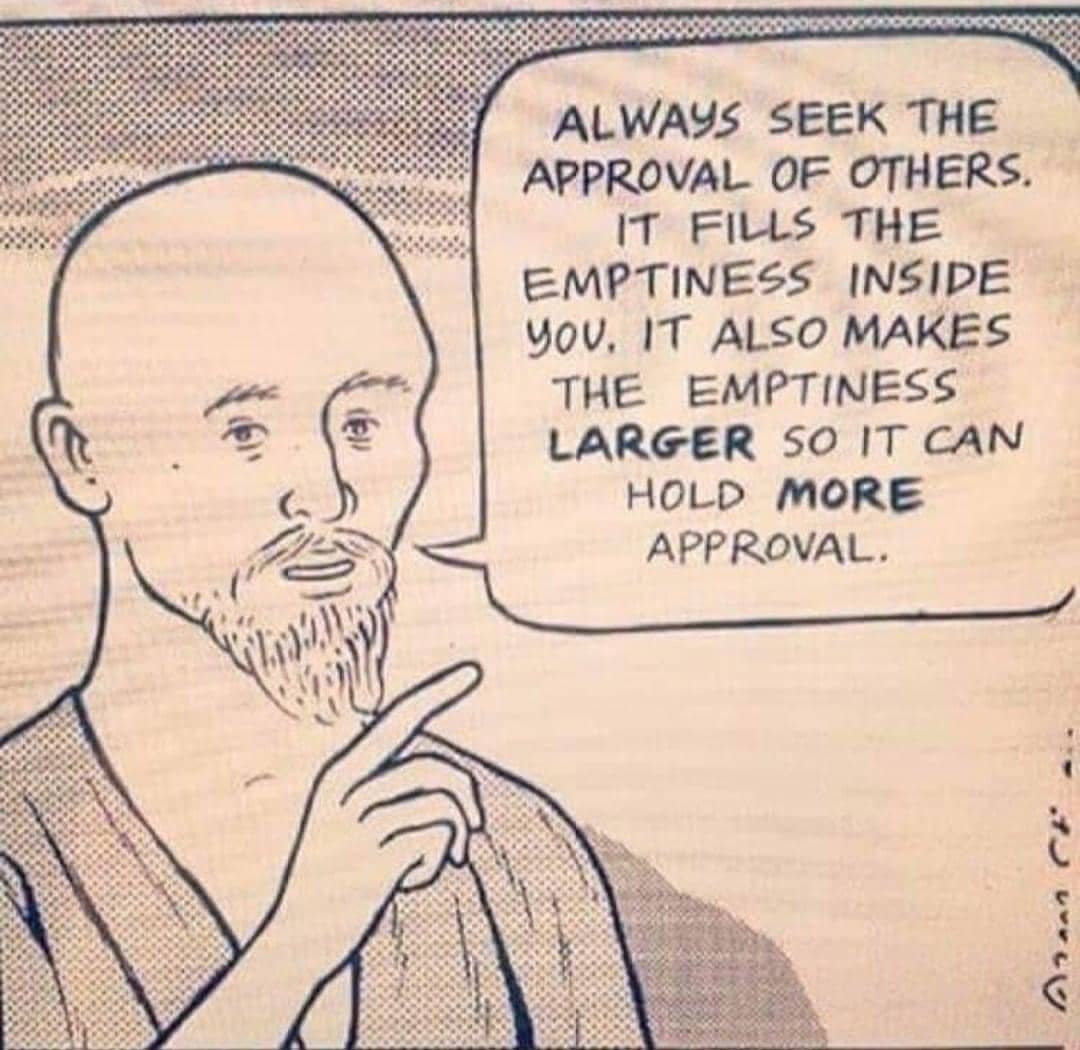 ALWAYS SEEK THE
APPROVAL OF OTHERS.
IT FILLS THE
EMPTINESS INSIDE
YOU. IT ALSO MAKES
THE EMPTINESS
LARGER SO IT CAN
HOLD MORE
APPROVAL.